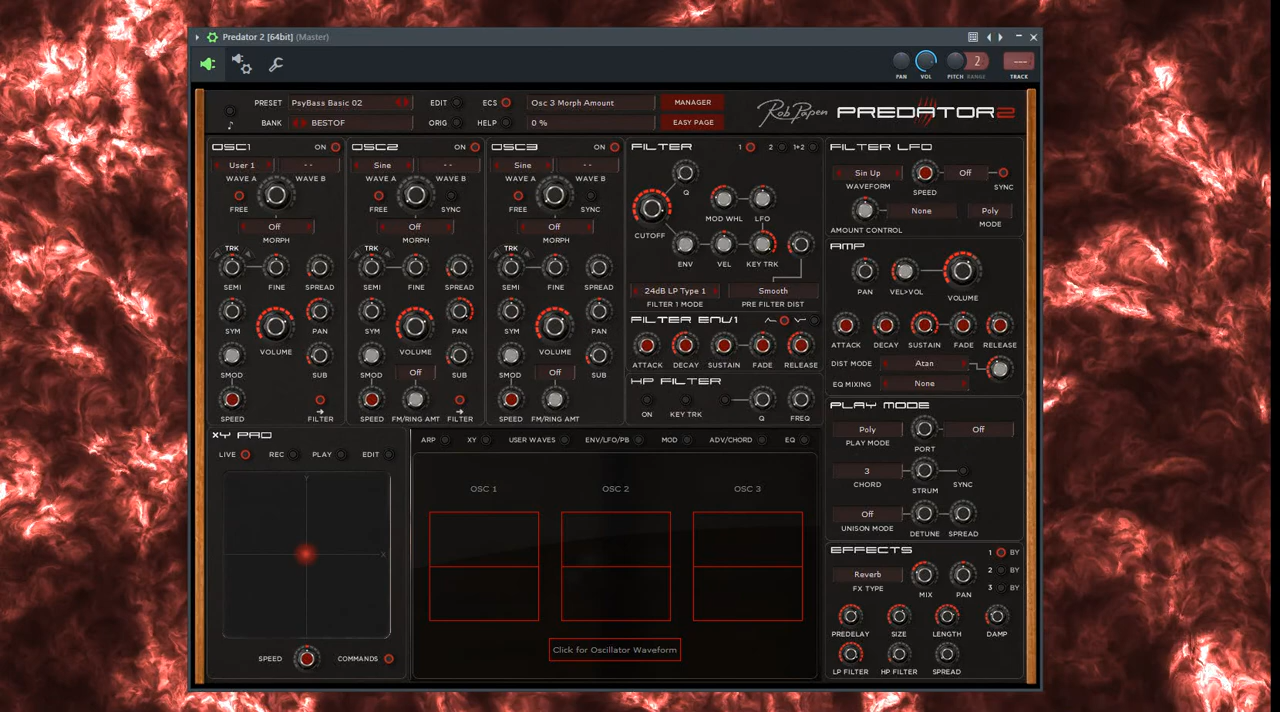 Predator 2 [64bit] (Master)
PAN VOL PITCH RANGE 2 --- TRACK
PRESET PsyBass Basic 02 EDIT ECS Osc 3 Morph Amount MANAGER
BANK BESTOF ORIG HELP 0 % EASY PAGE
Rob Papen PREDATOR2
OSC1 ON OSC2 ON OSC3 ON
User 1 -- Sine -- Sine --
WAVE A WAVE B WAVE A WAVE B WAVE A WAVE B
FREE FREE SYNC FREE SYNC
Off Off Off
MORPH MORPH MORPH
TRK TRK TRK
SEMI FINE SPREAD SEMI FINE SPREAD SEMI FINE SPREAD
SYM PAN SYM PAN SYM PAN
VOLUME VOLUME VOLUME
SMOD SUB SMOD Off SUB SMOD Off SUB
SPEED FILTER SPEED FM/RING AMT FILTER SPEED FM/RING AMT
FILTER 1 2 1+2
Q
CUTOFF MOD WHL LFO
ENV VEL KEY TRK
24dB LP Type 1 Smooth
FILTER 1 MODE PRE FILTER DIST
FILTER ENV1
ATTACK DECAY SUSTAIN FADE RELEASE
HP FILTER
ON KEY TRK Q FREQ
FILTER LFO
Sin Up Off
WAVEFORM SPEED SYNC
None Poly
AMOUNT CONTROL MODE
AMP
PAN VEL>VOL VOLUME
ATTACK DECAY SUSTAIN FADE RELEASE
DIST MODE Atan
EQ MIXING None
PLAY MODE
Poly Off
PLAY MODE PORT
3
CHORD STRUM SYNC
Off
UNISON MODE DETUNE SPREAD
EFFECTS 1 BY
Reverb 2 BY
FX TYPE MIX PAN 3 BY
PREDELAY SIZE LENGTH DAMP
LP FILTER HP FILTER SPREAD
XY PAD
LIVE REC PLAY EDIT
Y
X
SPEED COMMANDS
ARP XY USER WAVES ENV/LFO/PB MOD ADV/CHORD EQ
OSC 1 OSC 2 OSC 3
Click for Oscillator Waveform